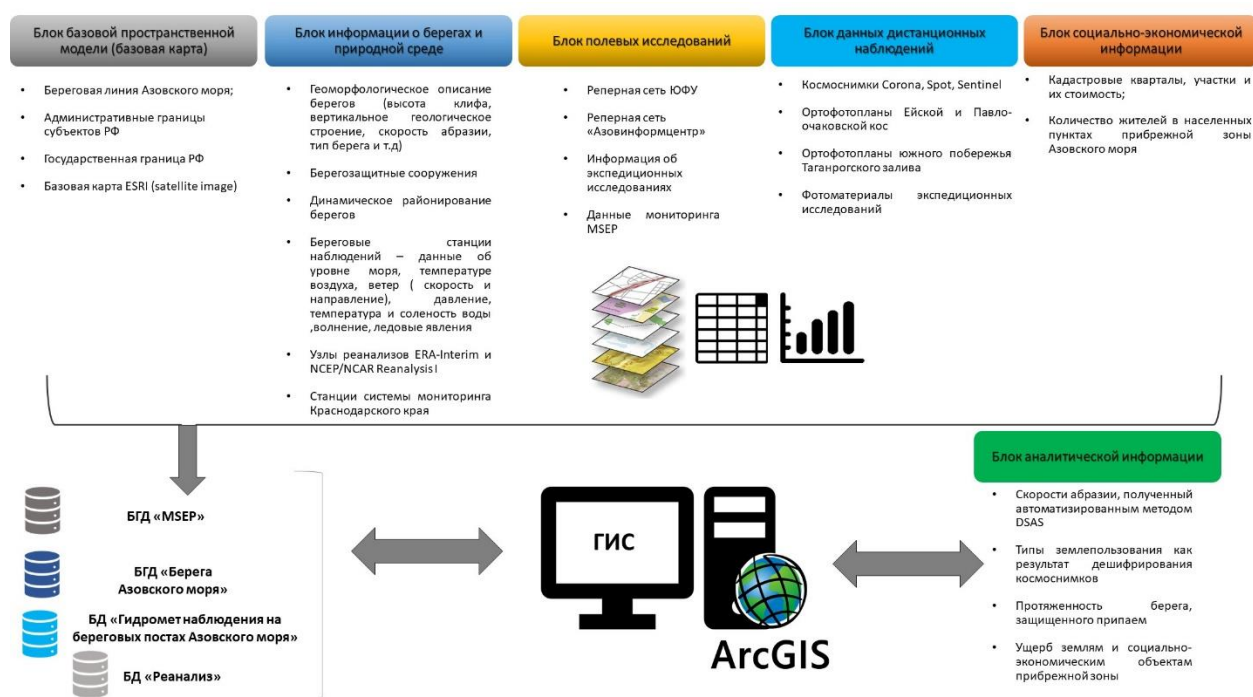 Блок базовой пространственной
модели (базовая карта)
• Береговая линия Азовского моря;
• Административные границы
субъектов РФ
• Государственная граница РФ
• Базовая карта ESRI (satellite image)
Блок информации о берегах и
природной среде
• Геоморфологическое описание
берегов (высота клифа,
вертикальное геологическое
строение, скорость абразии,
тип берега и т.д)
• Берегозащитные сооружения
• Динамическое районирование
берегов
• Береговые станции
наблюдений – данные об
уровне моря, температуре
воздуха, ветер ( скорость и
направление), давление,
температура и соленость воды
,волнение, ледовые явления
• Узлы реанализов ERA-Interim и
NCEP/NCAR Reanalysis I
• Станции системы мониторинга
Краснодарского края
Блок полевых исследований
• Реперная сеть ЮФУ
• Реперная сеть
«Азовинформцентр»
• Информация об
экспедиционных
исследованиях
• Данные мониторинга
MSEP
Блок данных дистанционных
наблюдений
• Космоснимки Corona, Spot, Sentinel
• Ортофотопланы Ейской и Павло-
очаковской кос
• Ортофотопланы южного побережья
Таганрогского залива
• Фотоматериалы экспедиционных
исследований
Блок социально-экономической
информации
• Кадастровые кварталы, участки и
их стоимость;
• Количество жителей в населенных
пунктах прибрежной зоны
Азовского моря
БГД «MSEP»
БГД «Берега
Азовского моря»
БД «Гидромет наблюдения на
береговых постах Азовского моря»
БД «Реанализ»
ГИС
ArcGIS
Блок аналитической информации
• Скорости абразии, полученный
автоматизированным методом
DSAS
• Типы землепользования как
результат дешифрирования
космоснимков
• Протяженность берега,
защищенного припаем
• Ущерб землям и социально-
экономическим объектам
прибрежной зоны